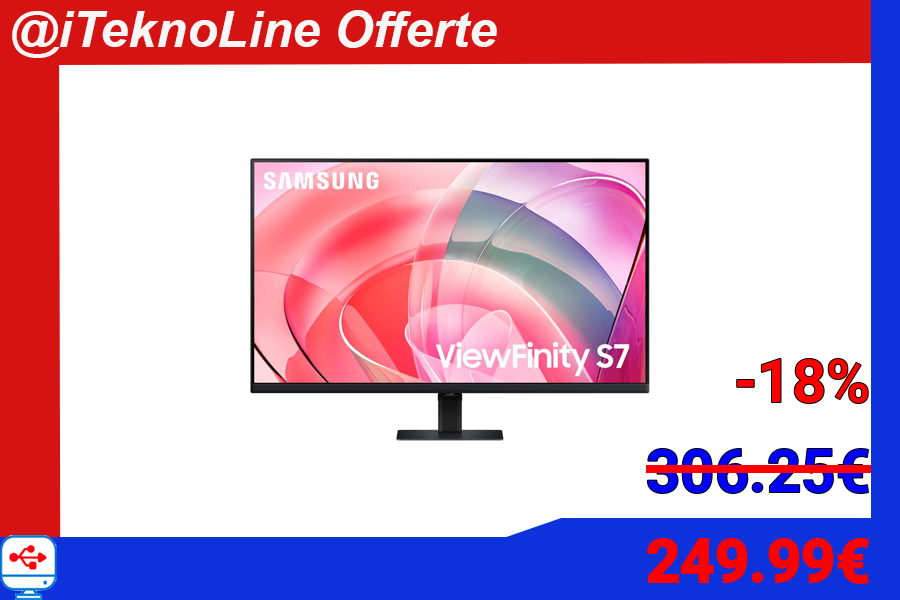 @iTeknoLine Offerte
SAMSUNG
ViewFinity S7
-18%
306.25€
249.99€